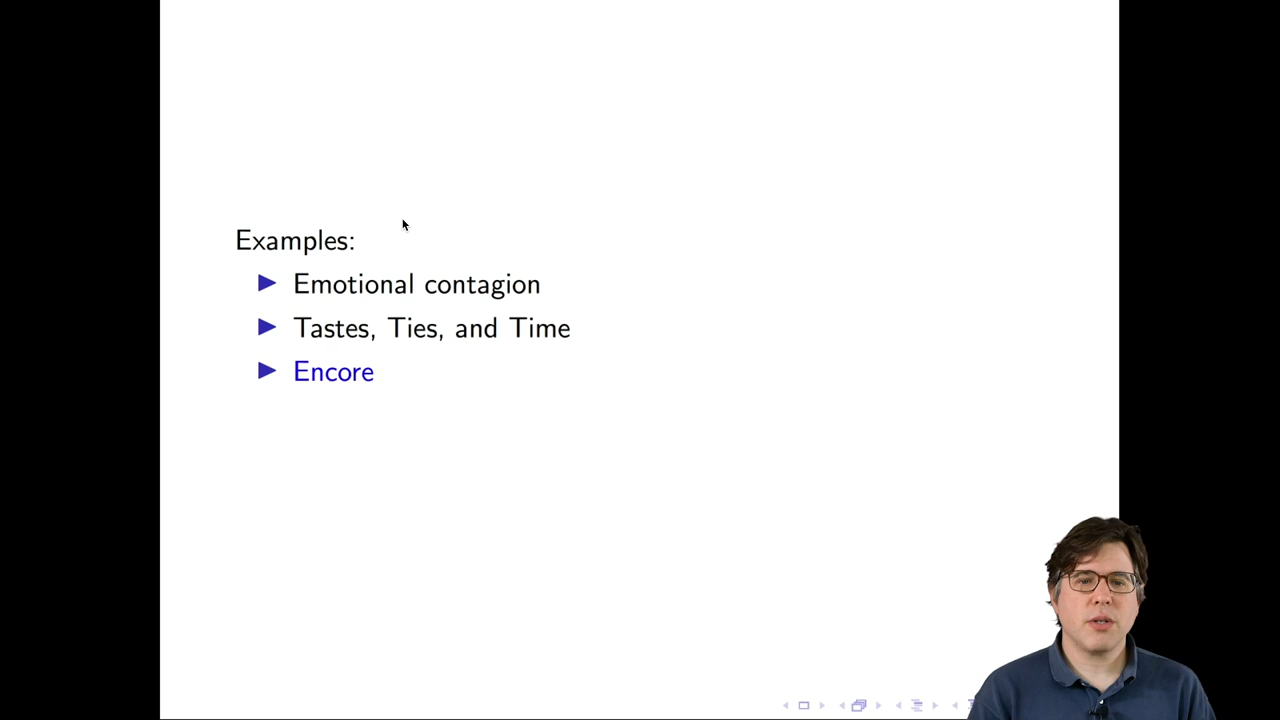 Examples:
Emotional contagion
Tastes, Ties, and Time
Encore